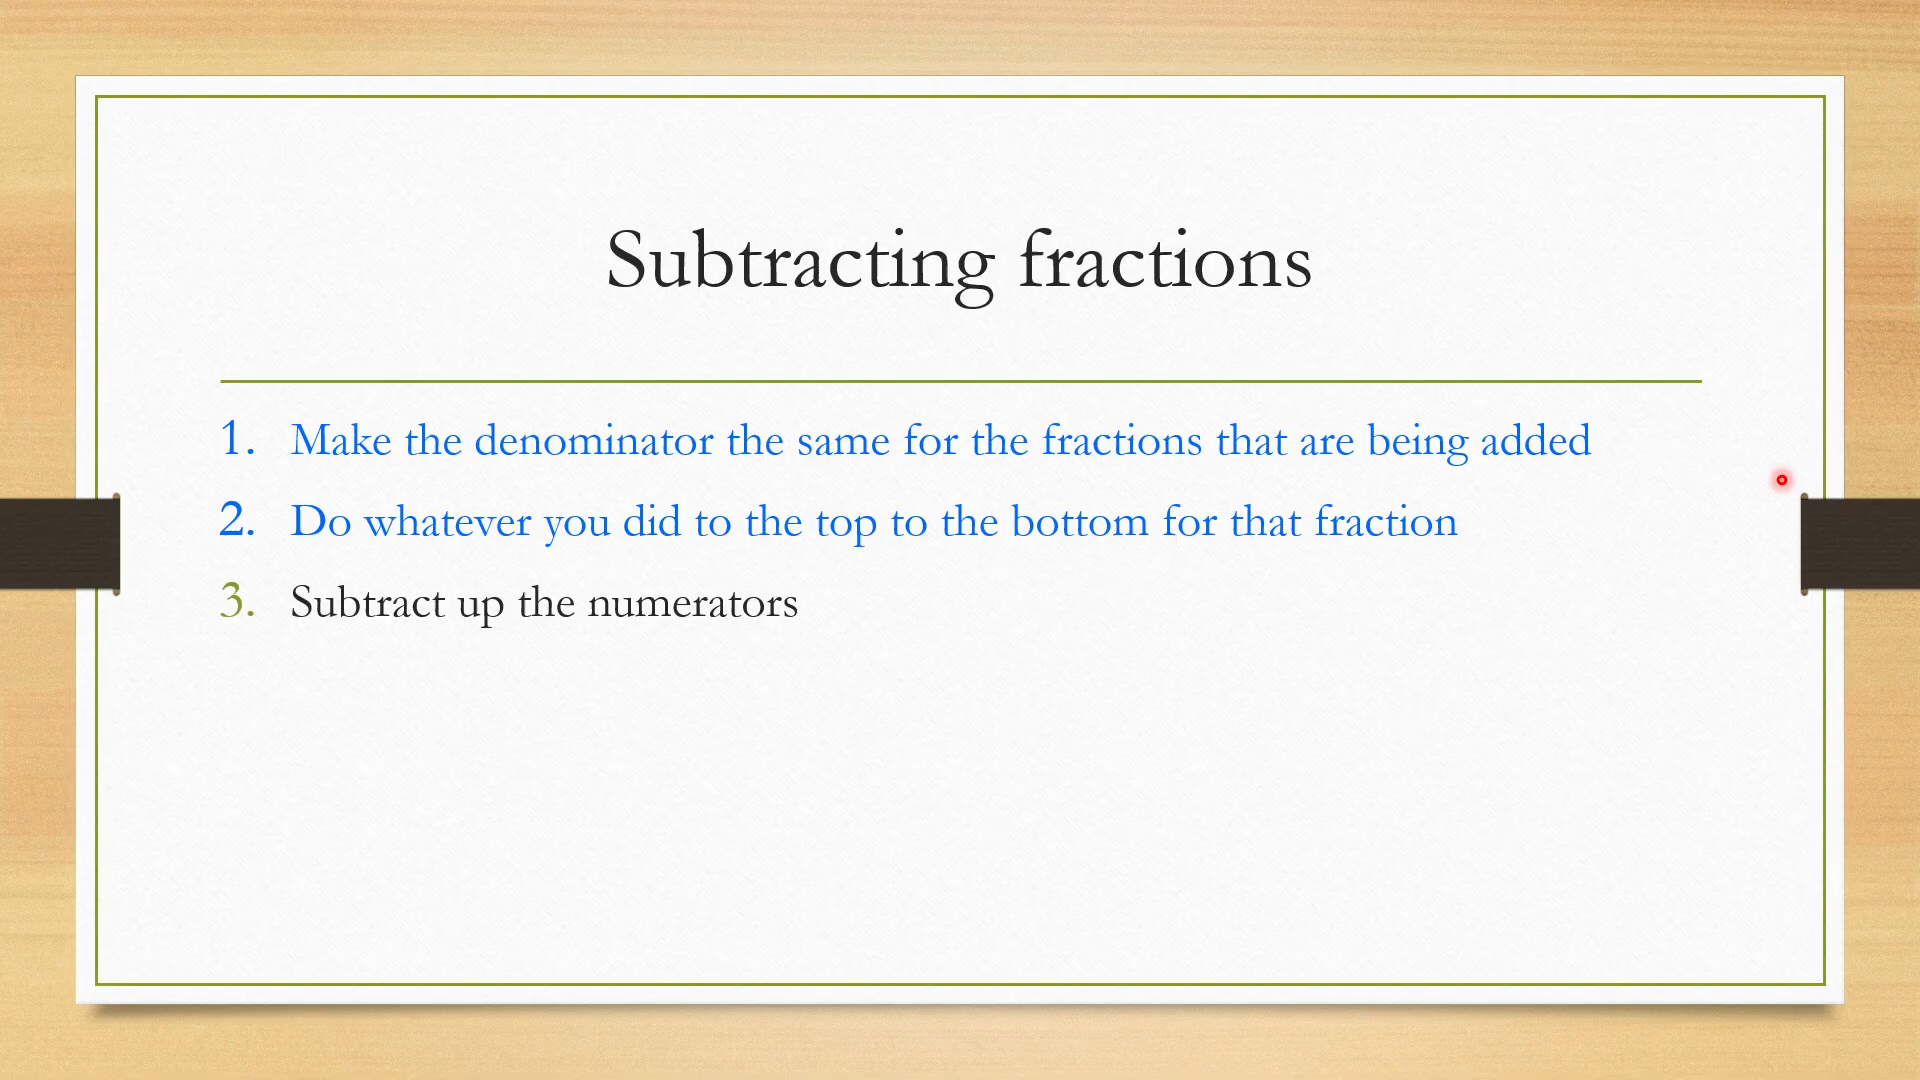 Subtracting fractions
1. Make the denominator the same for the fractions that are being added
2. Do whatever you did to the top to the bottom for that fraction
3. Subtract up the numerators